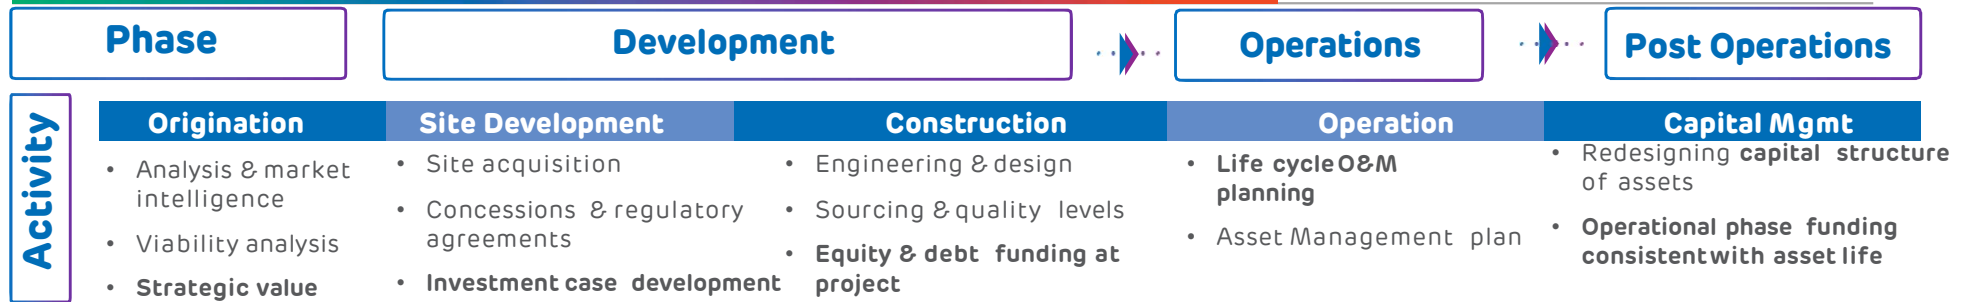 Phase
Development
Operations
Post Operations
Activity
Origination
Site Development
Construction
Operation
Capital Mgmt
• Analysis & market
intelligence
• Viability analysis
• Strategic value
• Site acquisition
• Concessions & regulatory
agreements
• Investment case development
• Engineering & design
• Sourcing & quality levels
• Equity & debt funding at
project
• Life cycle O&M
planning
• Asset Management plan
• Redesigning capital structure
of assets
• Operational phase funding
consistent with asset life